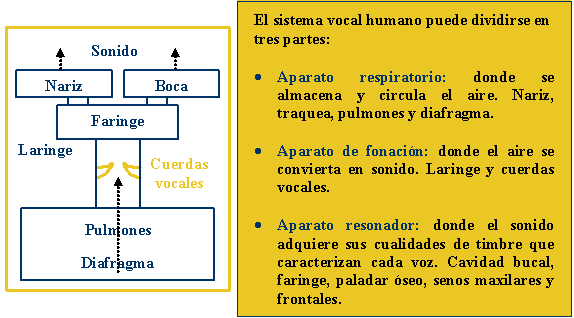 Sonido
Nariz
Boca
Faringe
Laringe
Cuerdas
vocales
Pulmones
Diafragma
El sistema vocal humano puede dividirse en
tres partes:
• Aparato respiratorio: donde se
almacena y circula el aire. Nariz,
traquea, pulmones y diafragma.
• Aparato de fonación: donde el aire se
convierta en sonido. Laringe y cuerdas
vocales.
• Aparato resonador: donde el sonido
adquiere sus cualidades de timbre que
caracterizan cada voz. Cavidad bucal,
faringe, paladar óseo, senos maxilares y
frontales.